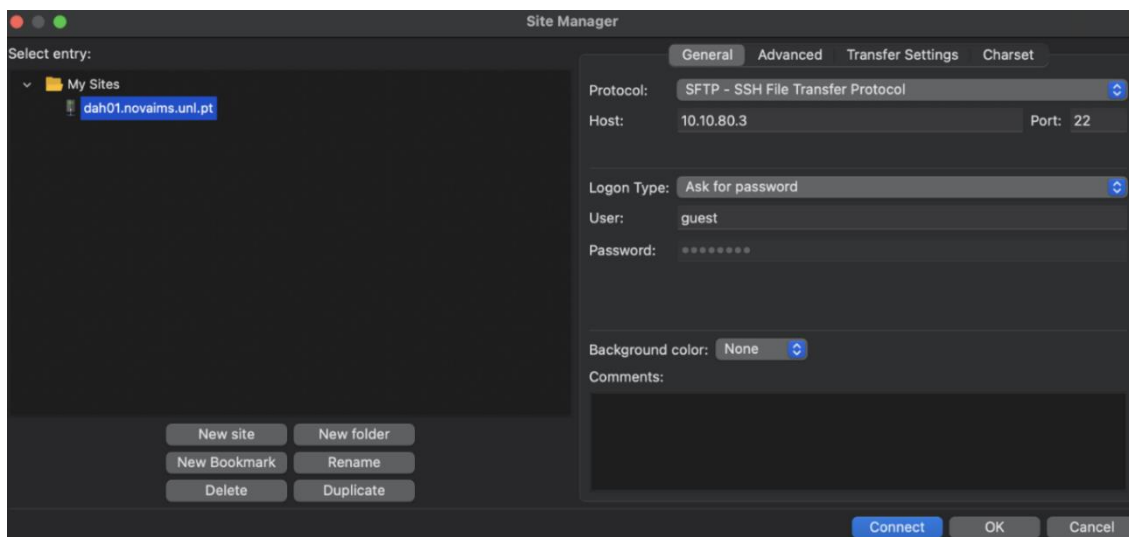 Site Manager
Select entry:
My Sites
dah01.novaims.unl.pt
New site New folder
New Bookmark Rename
Delete Duplicate
General Advanced Transfer Settings Charset
Protocol: SFTP - SSH File Transfer Protocol
Host: 10.10.80.3 Port: 22
Logon Type: Ask for password
User: guest
Password: ••••••••
Background color: None
Comments:
Connect OK Cancel